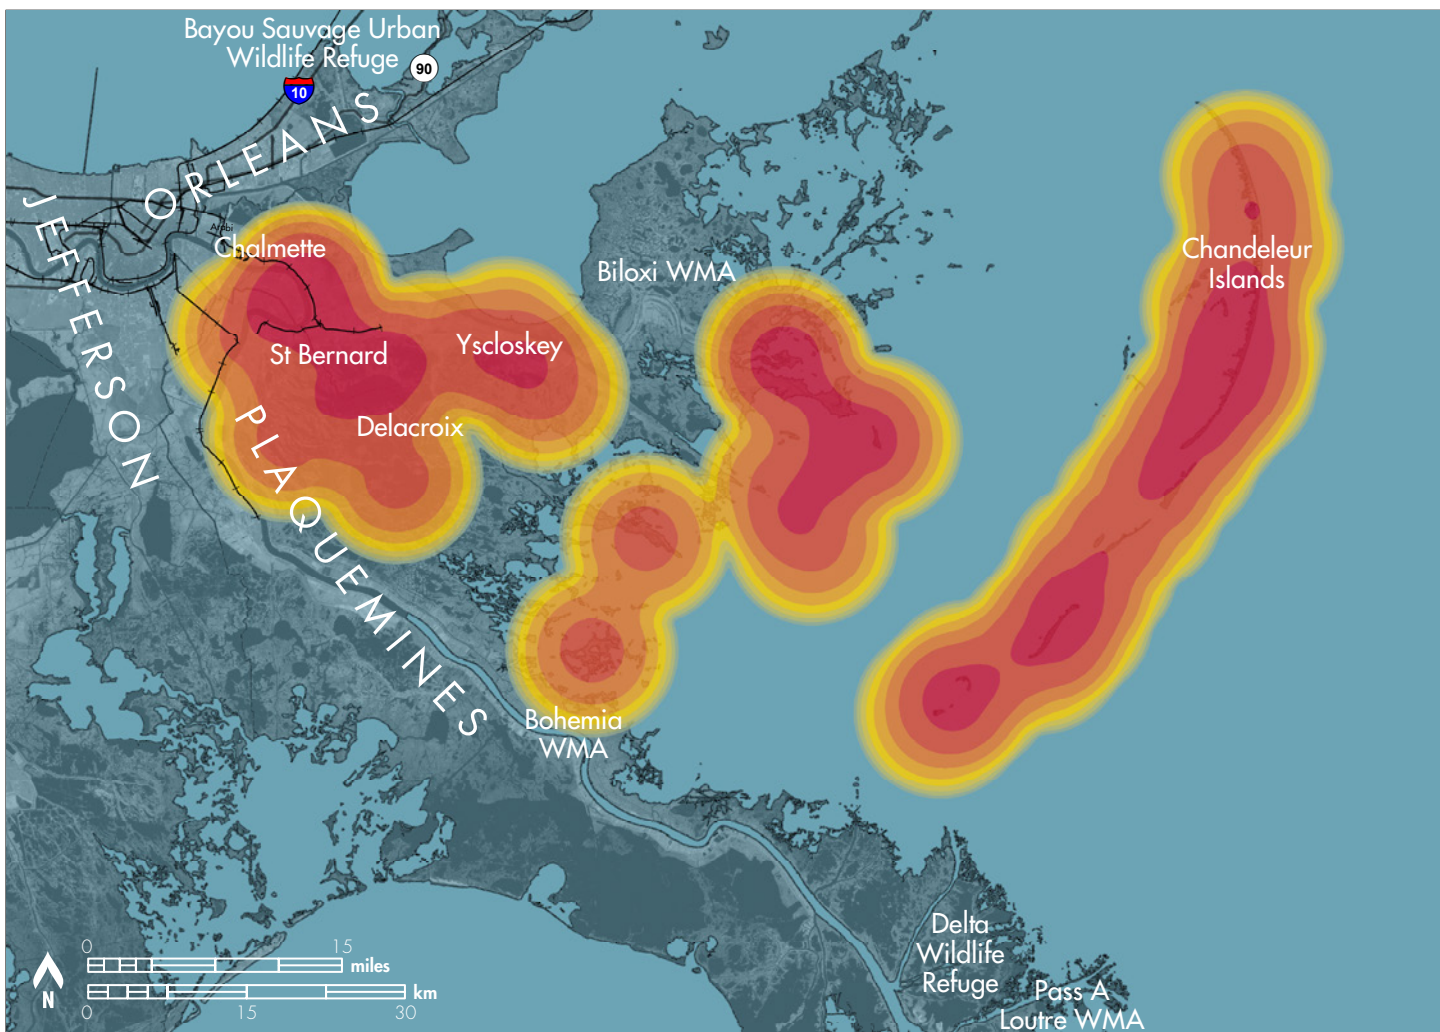 Bayou Sauvage Urban
Wildlife Refuge
90
10
ORLEANS
JEFFERSON
Arabi
Chalmette
Biloxi WMA
Chandeleur
Islands
St Bernard
Yscloskey
Delacroix
PLAQUEMINES
Bohemia
WMA
Delta
Wildlife
Refuge
Pass A
Loutre WMA
0 15
miles
km
0 15 30
N